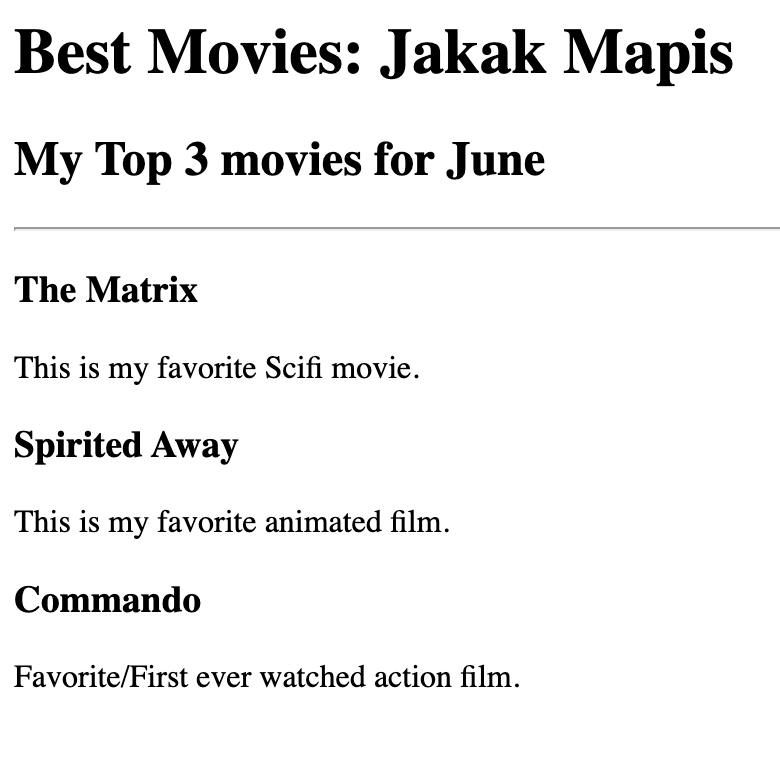 Best Movies: Jakak Mapis
My Top 3 movies for June
The Matrix
This is my favorite Scifi movie.
Spirited Away
This is my favorite animated film.
Commando
Favorite/First ever watched action film.